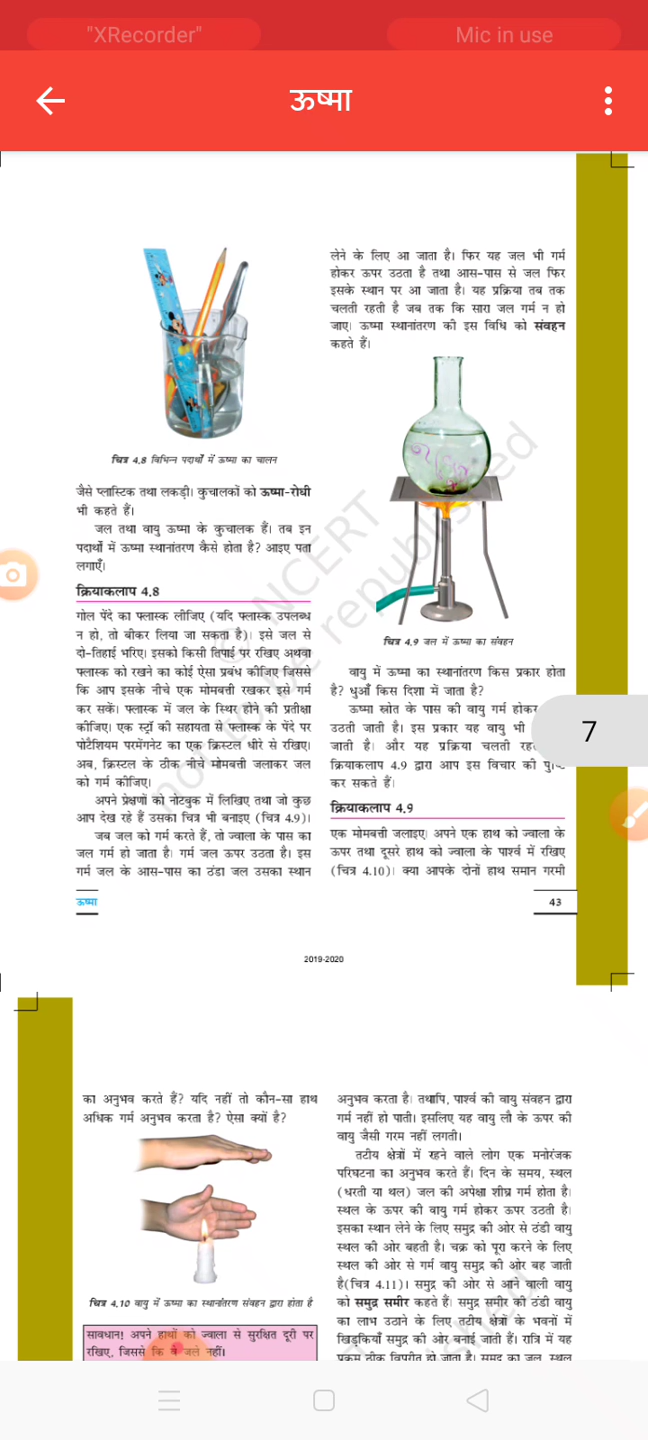 "XRecorder"
Mic in use
ऊष्मा
चित्र 4.8 विभिन्न पदार्थों में ऊष्मा का चालन
जैसे प्लास्टिक तथा लकड़ी। कुचालकों को ऊष्मा-रोधी
भी कहते हैं।
जल तथा वायु ऊष्मा के कुचालक हैं। तब इन
पदार्थों में ऊष्मा स्थानांतरण कैसे होता है? आइए पता
लगाएँ।
क्रियाकलाप 4.8
गोल पेंदे का फ्लास्क लीजिए (यदि फ्लास्क उपलब्ध
न हो, तो बीकर लिया जा सकता है)। इसे जल से
दो-तिहाई भरिए। इसको किसी तिपाई पर रखिए अथवा
फ्लास्क को रखने का कोई ऐसा प्रबंध कीजिए जिससे
कि आप इसके नीचे एक मोमबत्ती रखकर इसे गर्म
कर सकें। फ्लास्क में जल के स्थिर होने की प्रतीक्षा
कीजिए। एक स्ट्रॉ की सहायता से फ्लास्क के पेंदे पर
पोटैशियम परमेंगनेट का एक क्रिस्टल धीरे से रखिए।
अब, क्रिस्टल के ठीक नीचे मोमबत्ती जलाकर जल
को गर्म कीजिए।
अपने प्रेक्षणों को नोटबुक में लिखिए तथा जो कुछ
आप देख रहे हैं उसका चित्र भी बनाइए (चित्र 4.9)।
जब जल को गर्म करते हैं, तो ज्वाला के पास का
जल गर्म हो जाता है। गर्म जल ऊपर उठता है। इस
गर्म जल के आस-पास का ठंडा जल उसका स्थान
लेने के लिए आ जाता है। फिर यह जल भी गर्म
होकर ऊपर उठता है तथा आस-पास से जल फिर
इसके स्थान पर आ जाता है। यह प्रक्रिया तब तक
चलती रहती है जब तक कि सारा जल गर्म न हो
जाए। ऊष्मा स्थानांतरण की इस विधि को संवहन
कहते हैं।
चित्र 4.9 जल में ऊष्मा का संवहन
वायु में ऊष्मा का स्थानांतरण किस प्रकार होता
है? धुआँ किस दिशा में जाता है?
ऊष्मा स्रोत के पास की वायु गर्म होकर
उठती जाती है। इस प्रकार यह वायु भी
जाती है। और यह प्रक्रिया चलती
क्रियाकलाप 4.9 द्वारा आप इस विचार की
कर सकते हैं।
7
क्रियाकलाप 4.9
एक मोमबत्ती जलाइए। अपने एक हाथ को ज्वाला के
ऊपर तथा दूसरे हाथ को ज्वाला के पार्श्व में रखिए
(चित्र 4.10)। क्या आपके दोनों हाथ समान गरमी
ऊष्मा
43
© NCERT
not to be republished
2019-2020
का अनुभव करते हैं? यदि नहीं तो कौन-सा हाथ
अधिक गर्म अनुभव करता है? ऐसा क्यों है?
चित्र 4.10 वायु में ऊष्मा का स्थानांतरण संवहन द्वारा होता है
सावधान! अपने हाथों को ज्वाला से सुरक्षित दूरी पर
रखिए, जिससे कि वे जले नहीं।
अनुभव करता है। तथापि, पार्श्व की वायु संवहन द्वारा
गर्म नहीं हो पाती। इसलिए यह वायु लौ के ऊपर की
वायु जैसी गरम नहीं लगती।
तटीय क्षेत्रों में रहने वाले लोग एक मनोरंजक
परिघटना का अनुभव करते हैं। दिन के समय, स्थल
(धरती या थल) जल की अपेक्षा शीघ्र गर्म होता है।
स्थल के ऊपर की वायु गर्म होकर ऊपर उठती है।
इसका स्थान लेने के लिए समुद्र की ओर से ठंडी वायु
स्थल की ओर बहती है। चक्र को पूरा करने के लिए
स्थल की ओर से गर्म वायु समुद्र की ओर बह जाती
है(चित्र 4.11)। समुद्र की ओर से आने वाली वायु
को समुद्र समीर कहते हैं। समुद्र समीर की ठंडी वायु
का लाभ उठाने के लिए तटीय क्षेत्रों के भवनों में
खिड़कियाँ समुद्र की ओर बनाई जाती हैं। रात्रि में यह
प्रक्रम ठीक विपरीत हो जाता है। समुद्र का जल, स्थल